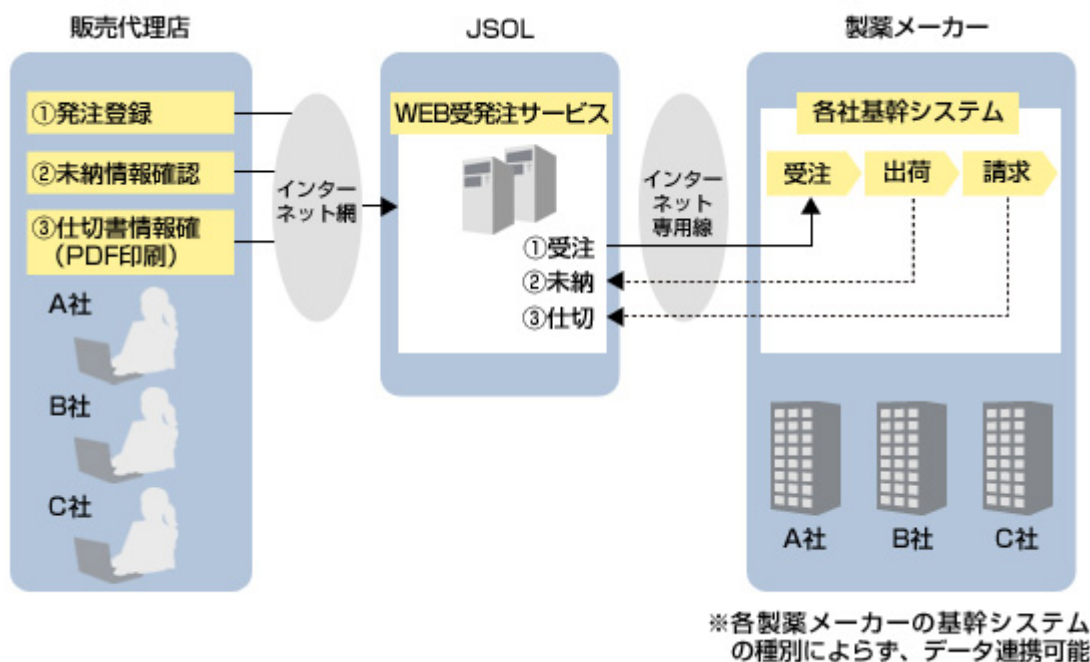 販売代理店
①発注登録
②未納情報確認
③仕切書情報確
(PDF印刷)
A社
B社
C社
インター
ネット網
JSOL
WEB受発注サービス
①受注
②未納
③仕切
インター
ネット
専用線
製薬メーカー
各社基幹システム
受注
出荷
請求
A社
B社
C社
※各製薬メーカーの基幹システム
の種別によらず、データ連携可能